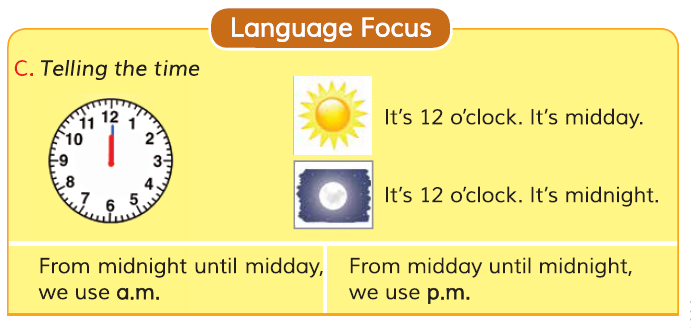 Language Focus
C. Telling the time
11 12 1
10 2
9 3
8 4
7 6 5
It's 12 o'clock. It's midday.
It's 12 o'clock. It's midnight.
From midnight until midday,
we use a.m.
From midday until midnight,
we use p.m.